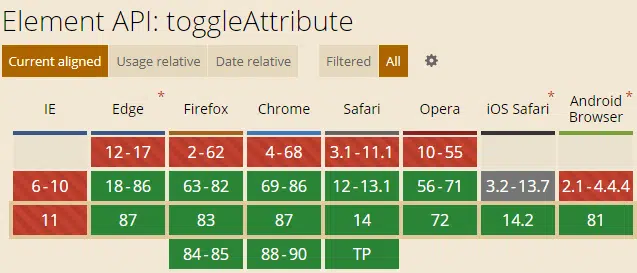 Element API: toggleAttribute
Current aligned Usage relative Date relative Filtered All
IE Edge * Firefox Chrome Safari Opera iOS Safari * Android Browser *
12-17 2-62 4-68 3.1-11.1 10-55
6-10 18-86 63-82 69-86 12-13.1 56-71 3.2-13.7 2.1-4.4.4
11 87 83 87 14 72 14.2 81
84-85 88-90 TP